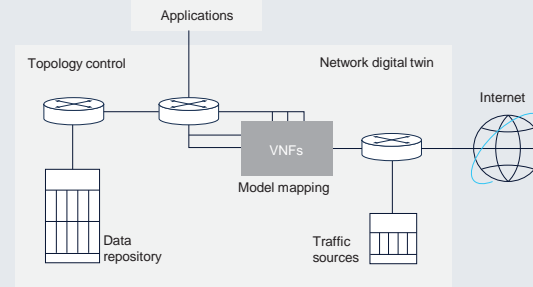 Applications
Topology control
Network digital twin
Internet
VNFs
Model mapping
Data
repository
Traffic
sources